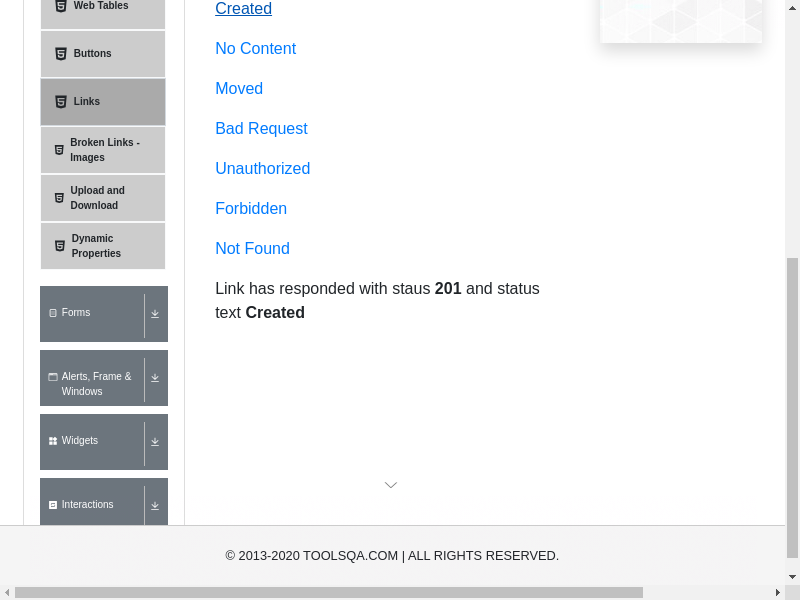 Web Tables
Buttons
Links
Broken Links -
Images
Upload and
Download
Dynamic
Properties
Forms
Alerts, Frame &
Windows
Widgets
Interactions
Created
No Content
Moved
Bad Request
Unauthorized
Forbidden
Not Found
Link has responded with staus 201 and status
text Created
© 2013-2020 TOOLSQA.COM | ALL RIGHTS RESERVED.